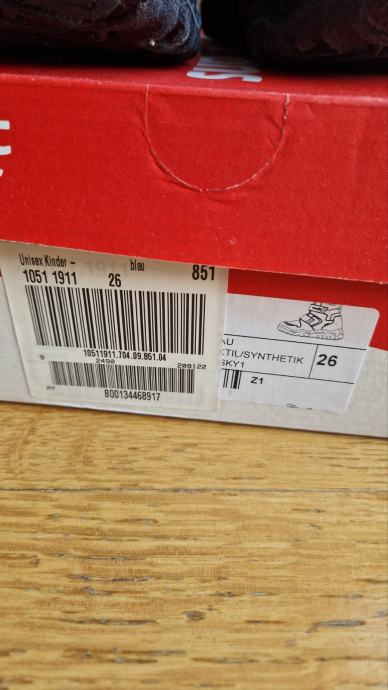 Unisex Kinder - blau 851
1051 1911 26
10511911.704.09.851.04
9 2490 209122
B00134468917
AU
TIL/SYNTHETIK
SKY1
26
Z1